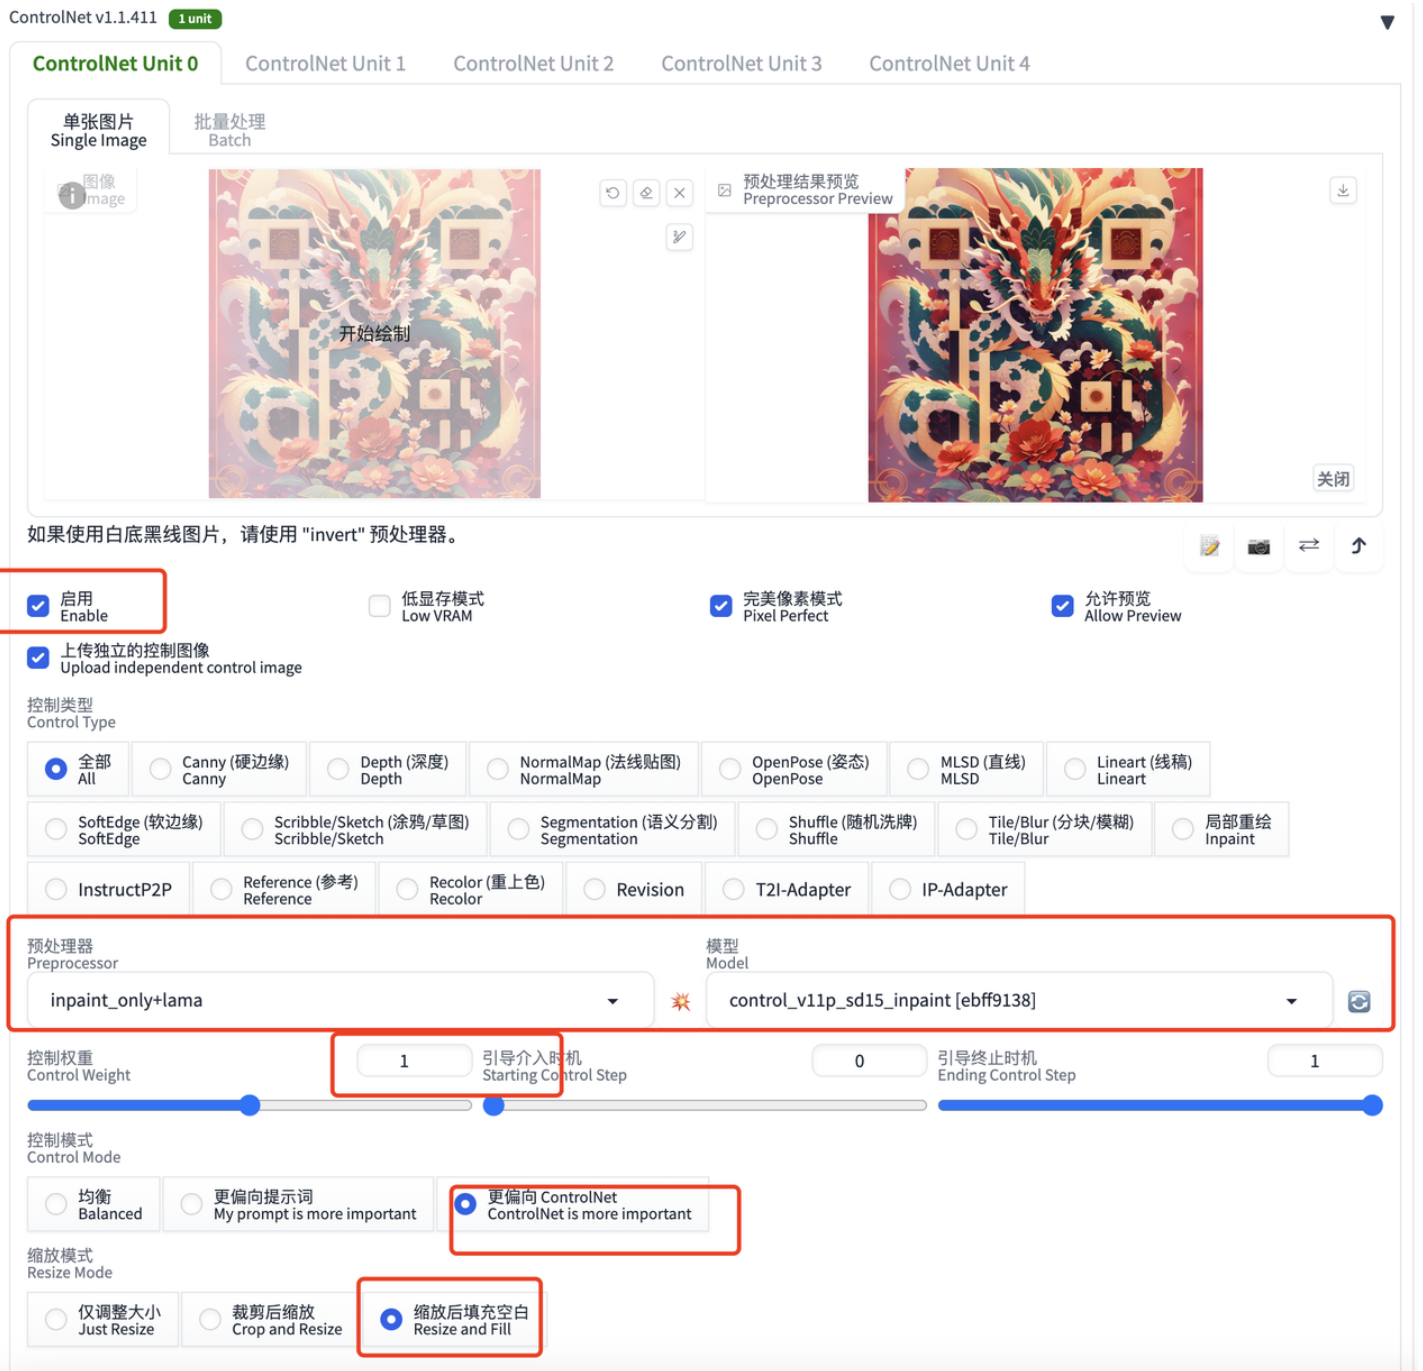 ControlNet v1.1.411 1 unit ▼
ControlNet Unit 0 ControlNet Unit 1 ControlNet Unit 2 ControlNet Unit 3 ControlNet Unit 4
单张图片 批量处理
Single Image Batch
图像
Image
开始绘制
预处理结果预览
Preprocessor Preview
关闭
如果使用白底黑线图片，请使用 "invert" 预处理器。
启用 低显存模式 完美像素模式 允许预览
Enable Low VRAM Pixel Perfect Allow Preview
上传独立的控制图像
Upload independent control image
控制类型
Control Type
全部 Canny (硬边缘) Depth (深度) NormalMap (法线贴图) OpenPose (姿态) MLSD (直线) Lineart (线稿)
All Canny Depth NormalMap OpenPose MLSD Lineart
SoftEdge (软边缘) Scribble/Sketch (涂鸦/草图) Segmentation (语义分割) Shuffle (随机洗牌) Tile/Blur (分块/模糊) 局部重绘
SoftEdge Scribble/Sketch Segmentation Shuffle Tile/Blur Inpaint
InstructP2P Reference (参考) Recolor (重上色) Revision T2I-Adapter IP-Adapter
Reference Recolor
预处理器 模型
Preprocessor Model
inpaint_only+lama control_v11p_sd15_inpaint [ebff9138]
控制权重 1 引导介入时机 0 引导终止时机 1
Control Weight Starting Control Step Ending Control Step
控制模式
Control Mode
均衡 更偏向提示词 更偏向 ControlNet
Balanced My prompt is more important ControlNet is more important
缩放模式
Resize Mode
仅调整大小 裁剪后缩放 缩放后填充空白
Just Resize Crop and Resize Resize and Fill